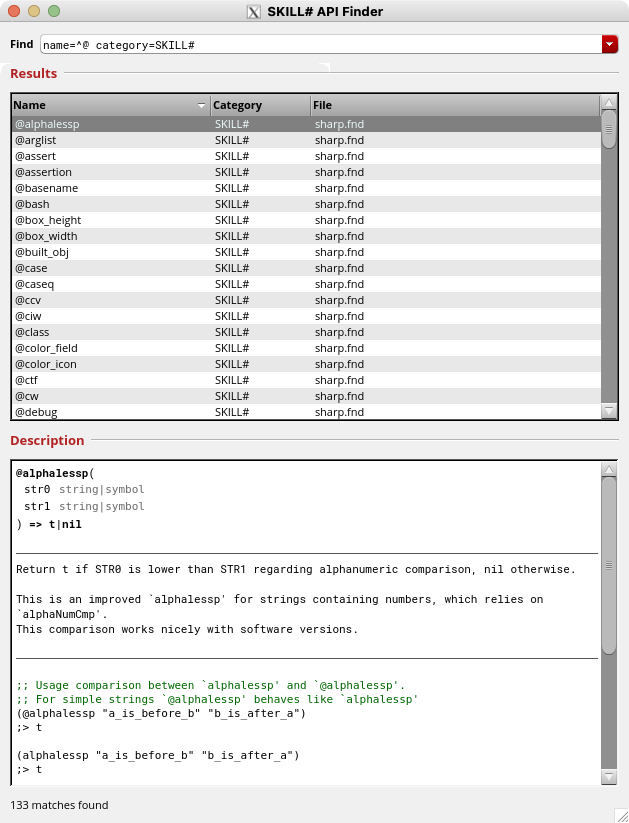 SKILL# API Finder
Find name=^@ category=SKILL#
Results
Name Category File
@alphalessp SKILL# sharp.fnd
@arglist SKILL# sharp.fnd
@assert SKILL# sharp.fnd
@assertion SKILL# sharp.fnd
@basename SKILL# sharp.fnd
@bash SKILL# sharp.fnd
@box_height SKILL# sharp.fnd
@box_width SKILL# sharp.fnd
@built_obj SKILL# sharp.fnd
@case SKILL# sharp.fnd
@caseq SKILL# sharp.fnd
@ccv SKILL# sharp.fnd
@ciw SKILL# sharp.fnd
@class SKILL# sharp.fnd
@color_field SKILL# sharp.fnd
@color_icon SKILL# sharp.fnd
@ctf SKILL# sharp.fnd
@cw SKILL# sharp.fnd
@debug SKILL# sharp.fnd
Description
@alphalessp(
str0 string|symbol
str1 string|symbol
) => t|nil
Return t if STR0 is lower than STR1 regarding alphanumeric comparison, nil otherwise.
This is an improved `alphalessp' for strings containing numbers, which relies on
`alphaNumCmp'.
This comparison works nicely with software versions.
;; Usage comparison between `alphalessp' and `@alphalessp'.
;; For simple strings `@alphalessp' behaves like `alphalessp'
(@alphalessp "a_is_before_b" "b_is_after_a")
;> t
(alphalessp "a_is_before_b" "b_is_after_a")
;> t
133 matches found